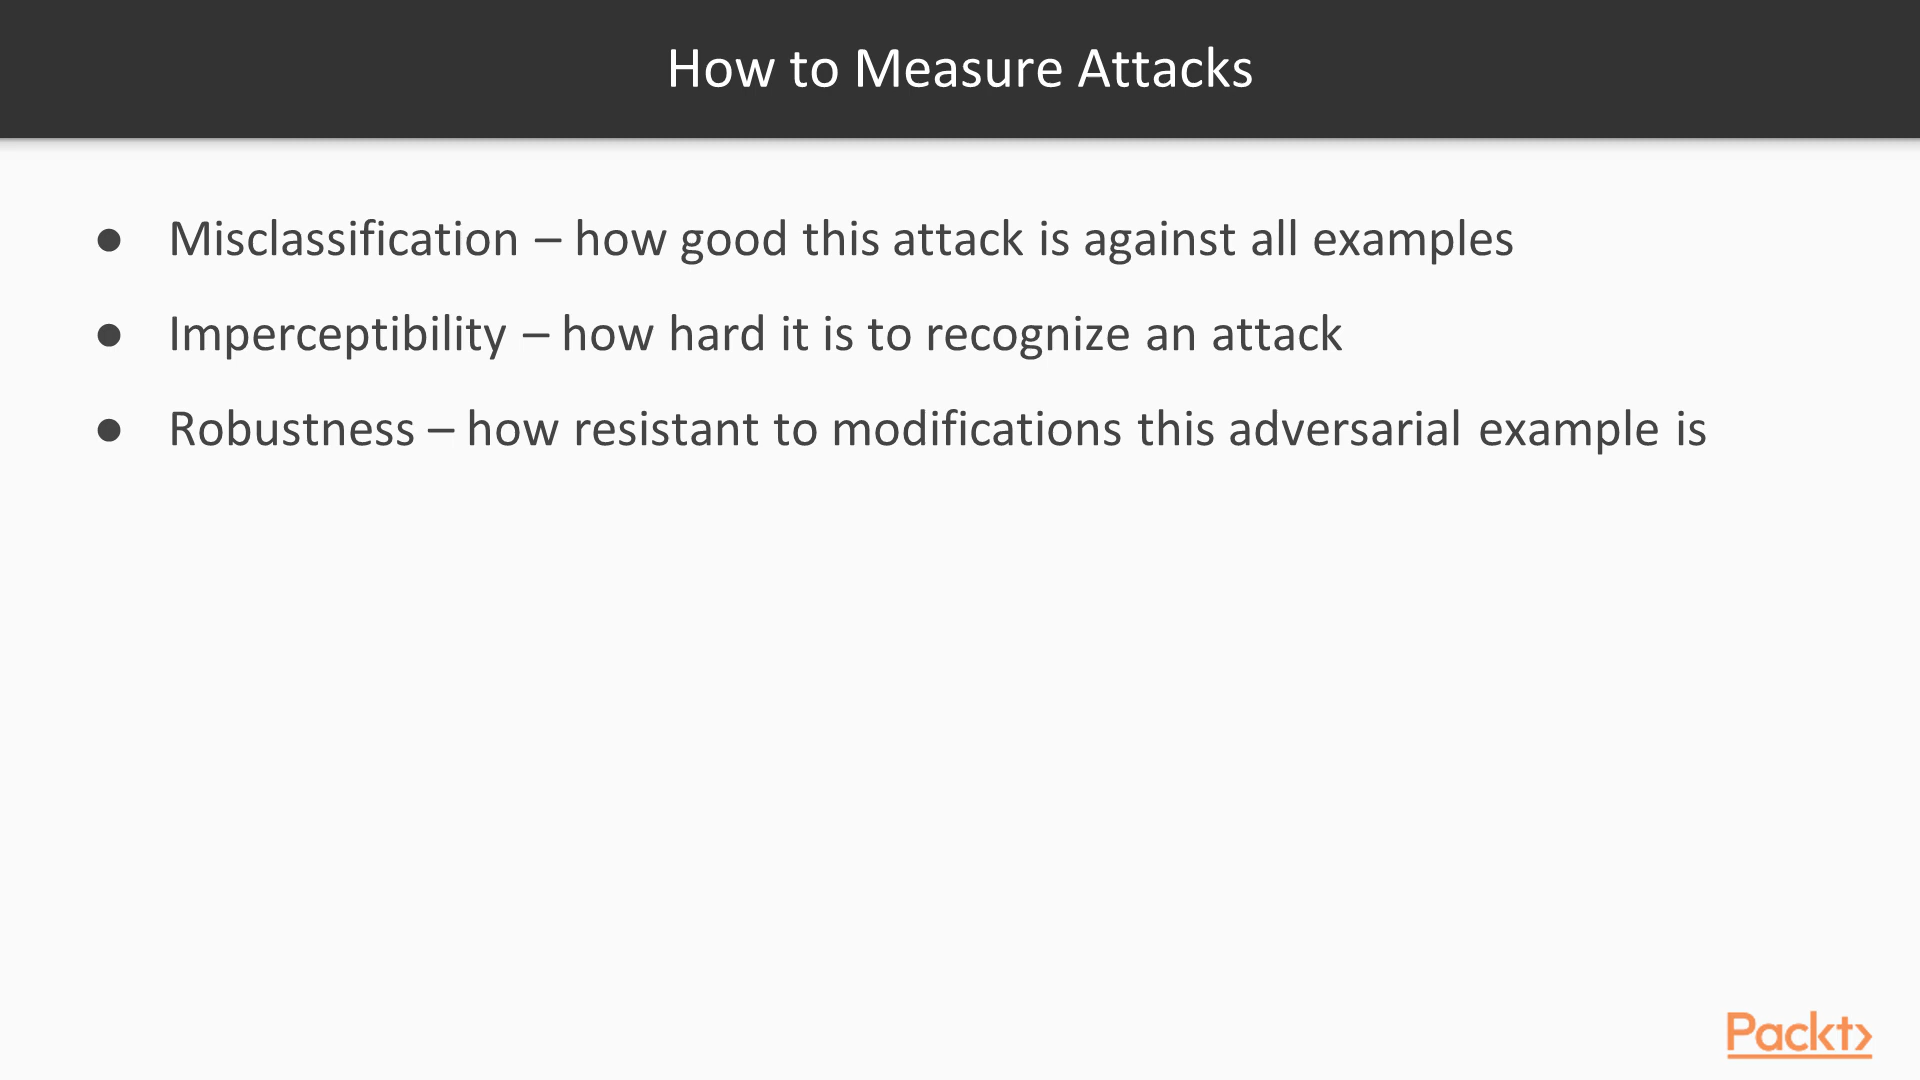 How to Measure Attacks
● Misclassification – how good this attack is against all examples
● Imperceptibility – how hard it is to recognize an attack
● Robustness – how resistant to modifications this adversarial example is
Packt>